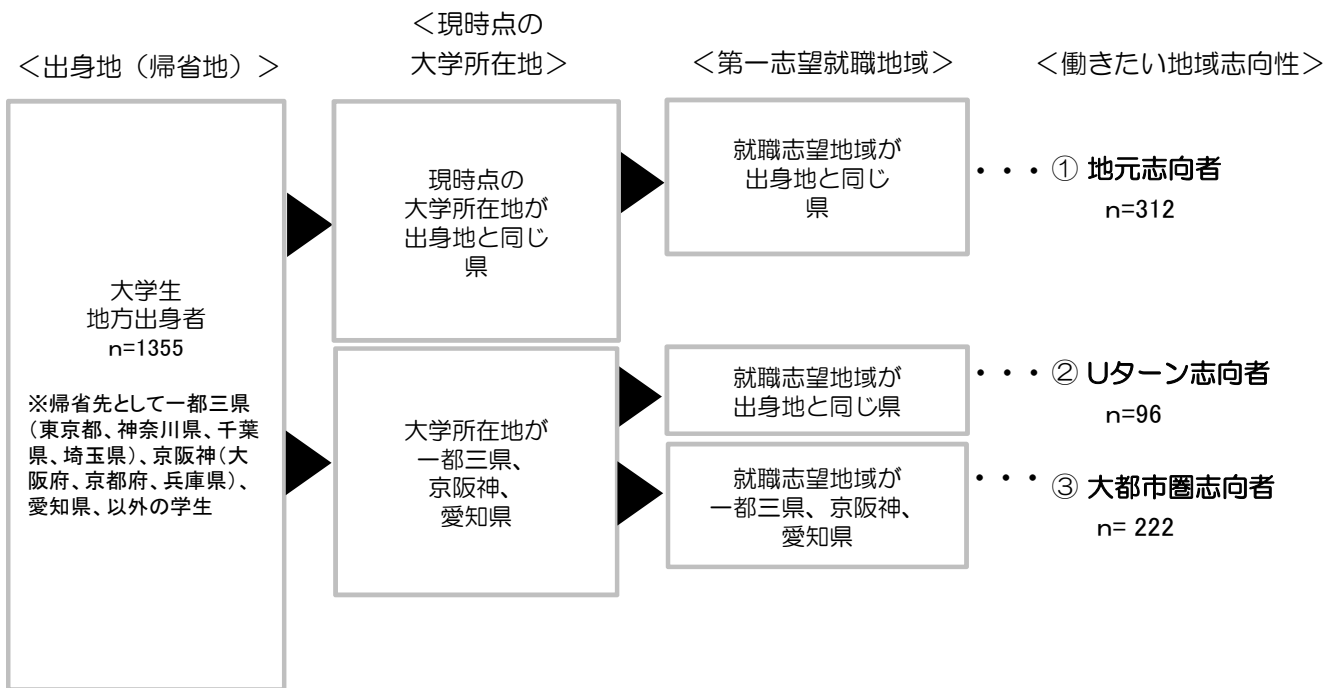 ＜出身地（帰省地）＞
＜現時点の
大学所在地＞
＜第一志望就職地域＞
＜働きたい地域志向性＞
大学生
地方出身者
n=1355
※帰省先として一都三県
（東京都、神奈川県、千葉
県、埼玉県）、京阪神（大
阪府、京都府、兵庫県）、
愛知県、以外の学生
現時点の
大学所在地が
出身地と同じ
県
就職志望地域が
出身地と同じ
県
・・・① 地元志向者
n=312
大学所在地が
一都三県、
京阪神、
愛知県
就職志望地域が
出身地と同じ県
・・・② Uターン志向者
n=96
就職志望地域が
一都三県、京阪神、
愛知県
・・・③ 大都市圏志向者
n= 222